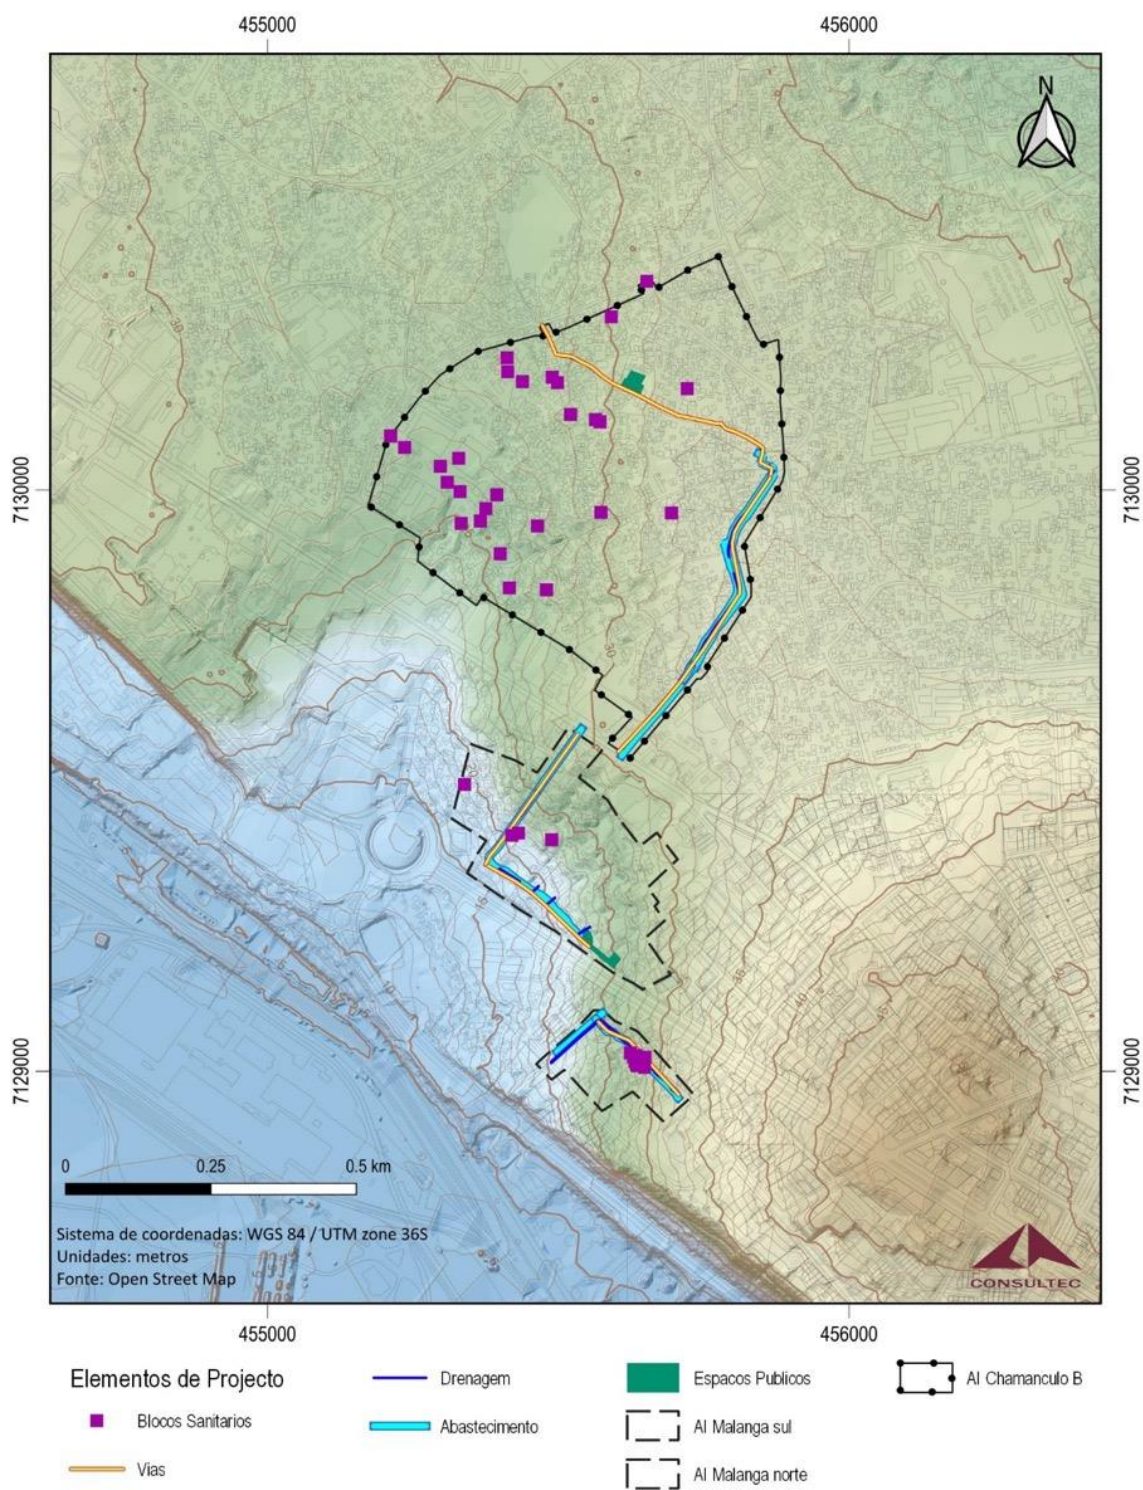 455000
456000
N
7130000
7130000
7129000
7129000
0
0.25
0.5 km
Sistema de coordenadas: WGS 84 / UTM zone 36S
Unidades: metros
Fonte: Open Street Map
CONSULTEC
455000
456000
Elementos de Projecto
Blocos Sanitarios
Vias
Drenagem
Abastecimento
Espacos Publicos
AI Malanga sul
AI Malanga norte
AI Chamanculo B